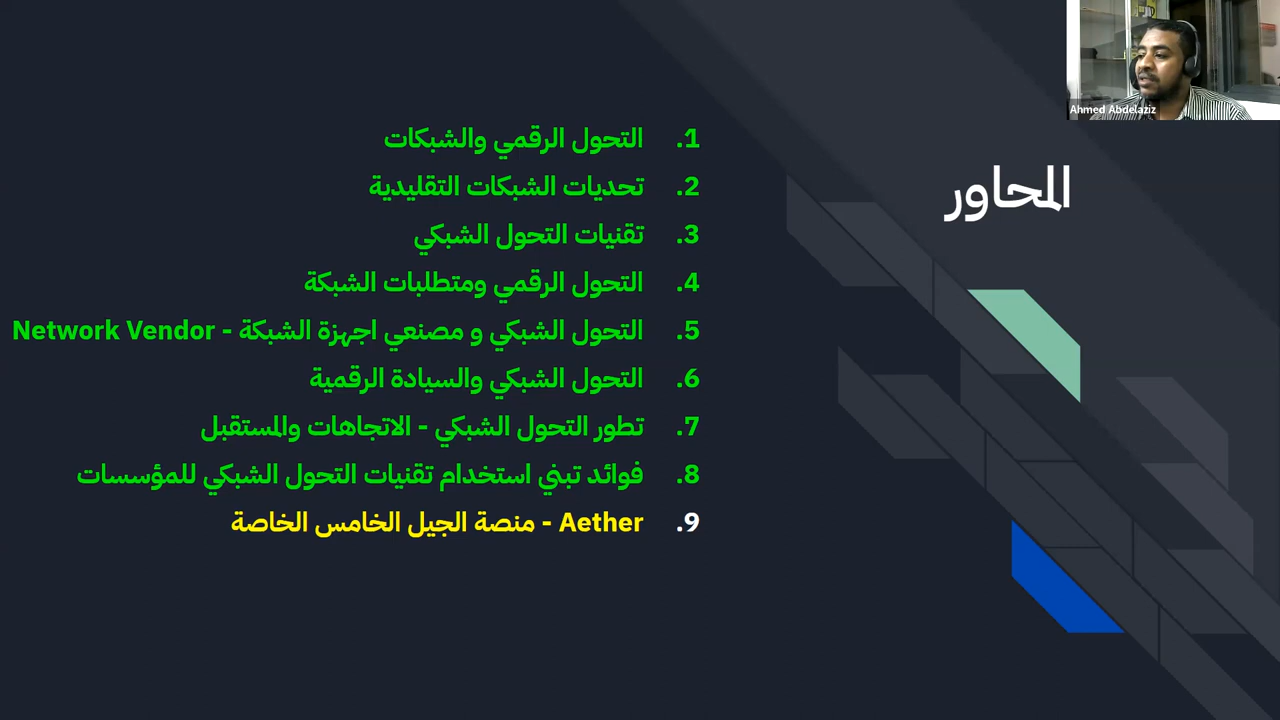 Ahmed Abdelaziz
المحاور
1. التحول الرقمي والشبكات
2. تحديات الشبكات التقليدية
3. تقنيات التحول الشبكي
4. التحول الرقمي ومتطلبات الشبكة
5. التحول الشبكي و مصنعي اجهزة الشبكة - Network Vendor
6. التحول الشبكي والسيادة الرقمية
7. تطور التحول الشبكي - الاتجاهات والمستقبل
8. فوائد تبني استخدام تقنيات التحول الشبكي للمؤسسات
9. Aether - منصة الجيل الخامس الخاصة